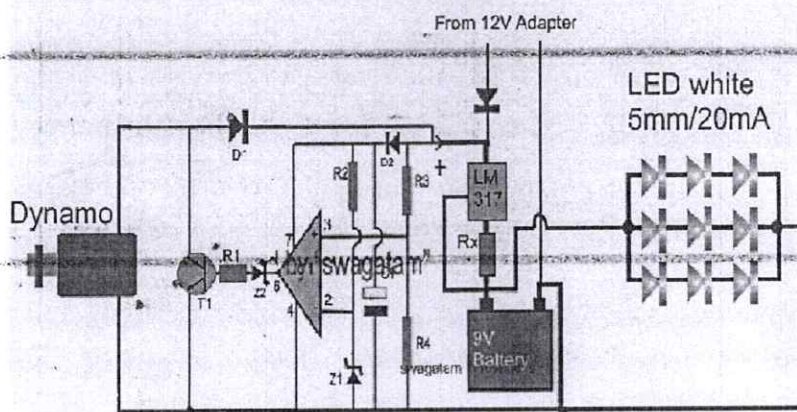 From 12V Adapter
LED white
5mm/20mA
D2
R2
R3
LM
317
Dynamo
Rx
R1
by "swagatam"
T1
Z2
7
3
6
2
4
9V
Battery
R4
swagatam
Z1
+